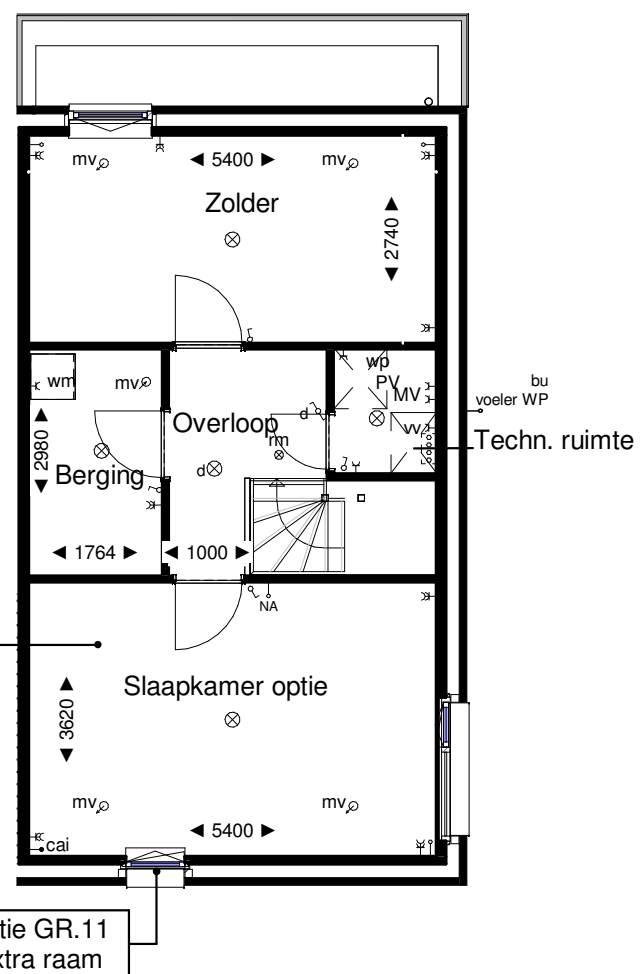 mv
◄ 5400 ►
mv
Zolder
◄ 2740 ►
wm
mv
wp
PV
MV
bu
voeler WP
d
Overloop
rm
vv
Techn. ruimte
◄ 2980 ►
Berging
d
◄ 1764 ►
◄ 1000 ►
NA
Slaapkamer optie
◄ 3620 ►
mv
mv
◄ 5400 ►
cai
tie GR.11
xtra raam